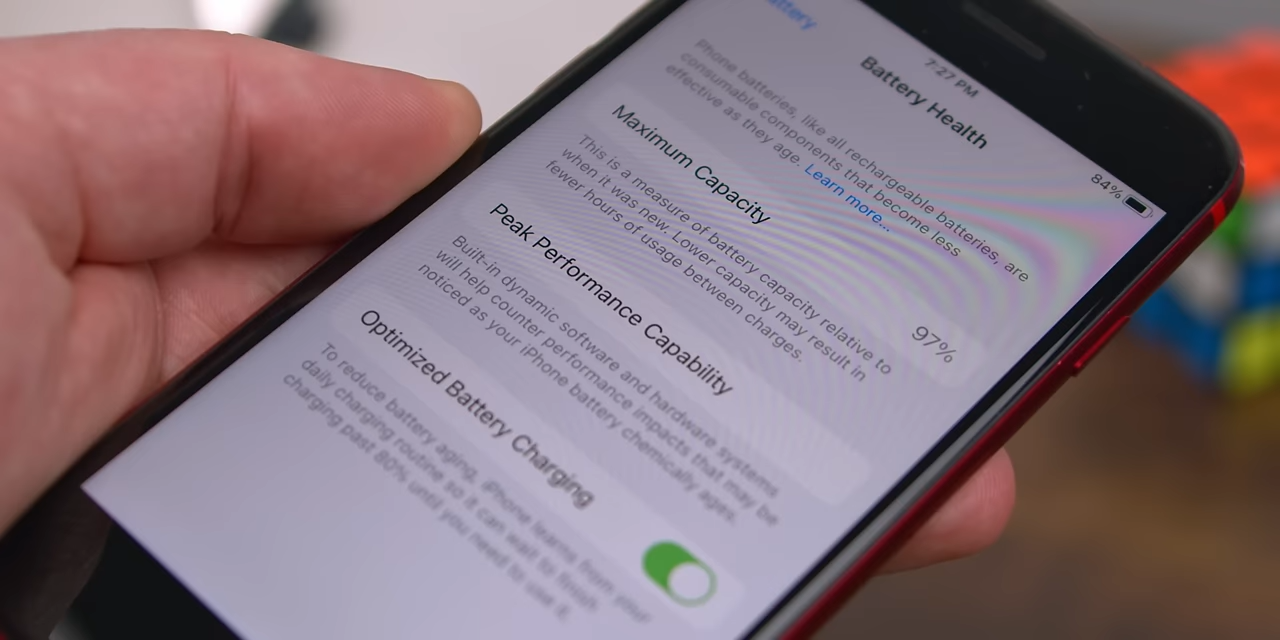 7:27 PM
84%
Battery
Battery Health
Phone batteries, like all rechargeable batteries, are
consumable components that become less
effective as they age. Learn more...
Maximum Capacity
97%
This is a measure of battery capacity relative to
when it was new. Lower capacity may result in
fewer hours of usage between charges.
Peak Performance Capability
Built-in dynamic software and hardware systems
will help counter performance impacts that may be
noticed as your iPhone battery chemically ages.
Optimized Battery Charging
To reduce battery aging, iPhone learns from your
daily charging routine so it can wait to finish
charging past 80% until you need to use it.